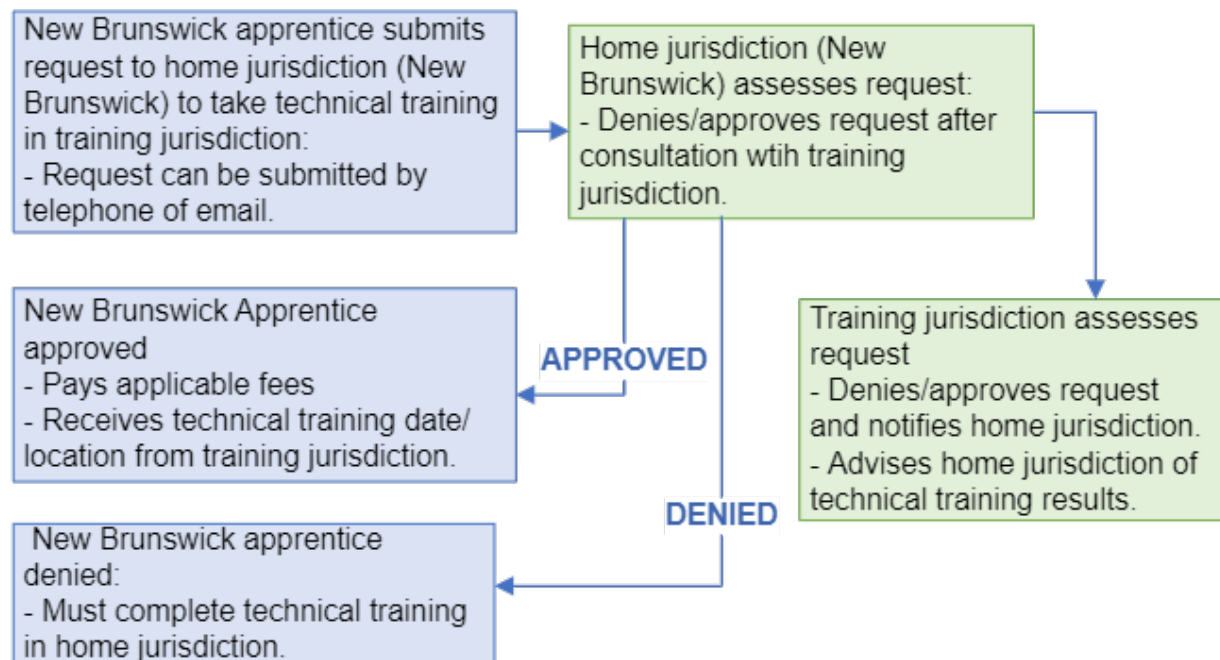 New Brunswick apprentice submits
request to home jurisdiction (New
Brunswick) to take technical training
in training jurisdiction:
- Request can be submitted by
telephone of email.
Home jurisdiction (New
Brunswick) assesses request:
- Denies/approves request after
consultation wtih training
jurisdiction.
New Brunswick Apprentice
approved
- Pays applicable fees
- Receives technical training date/
location from training jurisdiction.
APPROVED
Training jurisdiction assesses
request
- Denies/approves request
and notifies home jurisdiction.
- Advises home jurisdiction of
technical training results.
DENIED
New Brunswick apprentice
denied:
- Must complete technical training
in home jurisdiction.